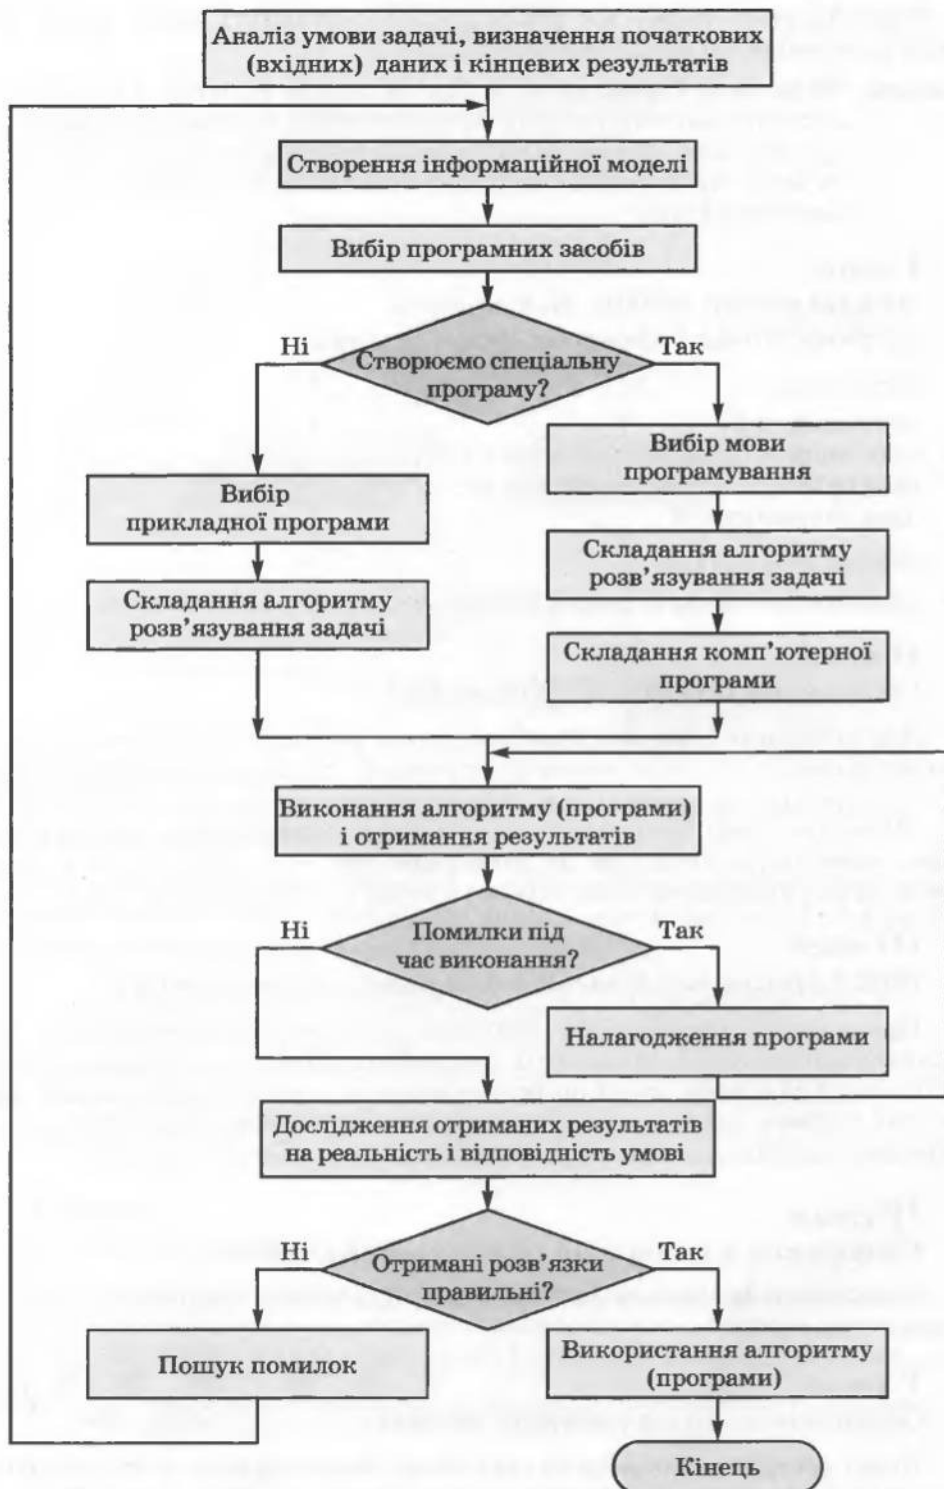 Аналіз умови задачі, визначення початкових
(вхідних) даних і кінцевих результатів
Створення інформаційної моделі
Вибір програмних засобів
Ні
Створюємо спеціальну
програму?
Так
Вибір
прикладної програми
Складання алгоритму
розв'язування задачі
Вибір мови
програмування
Складання алгоритму
розв'язування задачі
Складання комп'ютерної
програми
Виконання алгоритму (програми)
і отримання результатів
Ні
Помилки під
час виконання?
Так
Налагодження програми
Дослідження отриманих результатів
на реальність і відповідність умові
Ні
Отримані розв'язки
правильні?
Так
Пошук помилок
Використання алгоритму
(програми)
Кінець